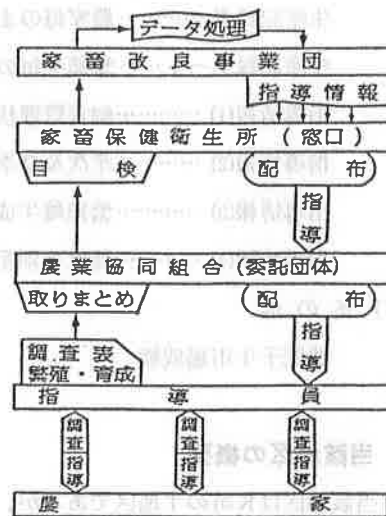 データ処理
家畜改良事業団
指導情報
家畜保健衛生所(窓口)
目検
配布
指導
農業協同組合(委託団体)
取りまとめ
配布
指導
調査表
繁殖・育成
指導員
調査指導
調査指導
調査指導
農家